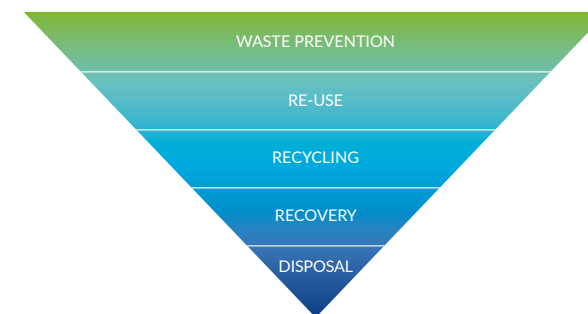 WASTE PREVENTION
RE-USE
RECYCLING
RECOVERY
DISPOSAL